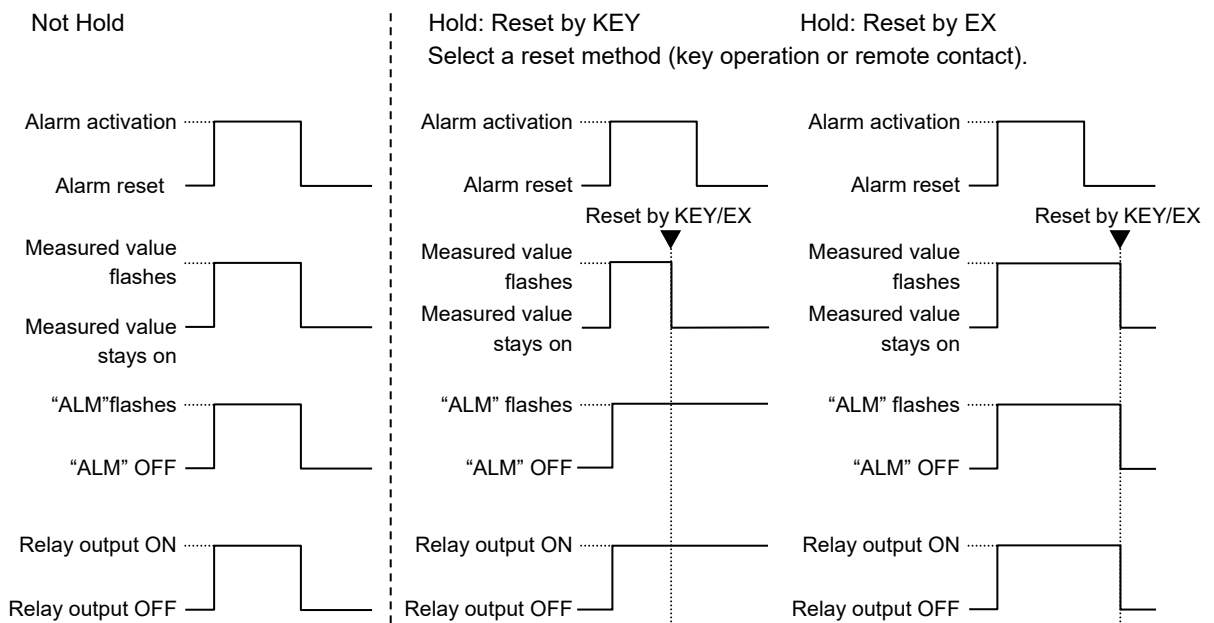 Not Hold
Hold: Reset by KEY
Hold: Reset by EX
Select a reset method (key operation or remote contact).
Alarm activation
Alarm reset
Measured value
flashes
Measured value
stays on
“ALM”flashes
“ALM” OFF
Relay output ON
Relay output OFF
Alarm activation
Alarm reset
Reset by KEY/EX
Measured value
flashes
Measured value
stays on
“ALM” flashes
“ALM” OFF
Relay output ON
Relay output OFF
Alarm activation
Alarm reset
Reset by KEY/EX
Measured value
flashes
Measured value
stays on
“ALM” flashes
“ALM” OFF
Relay output ON
Relay output OFF